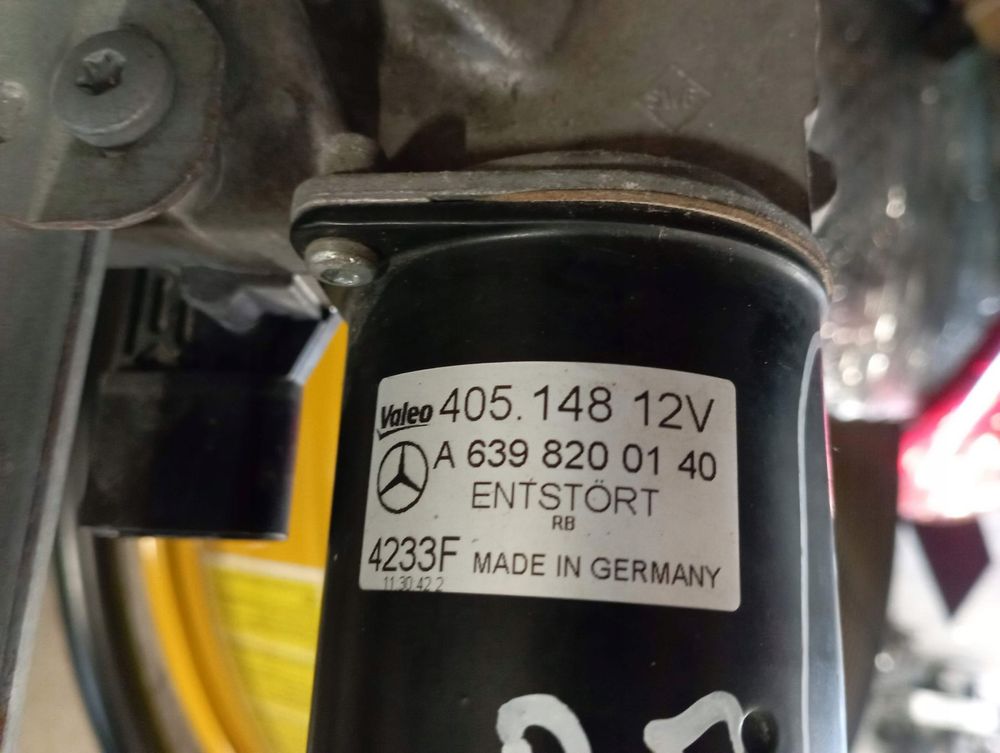 Valeo 405.148 12V
A 639 820 01 40
ENTSTÖRT
RB
4233F MADE IN GERMANY
11 30 42 2